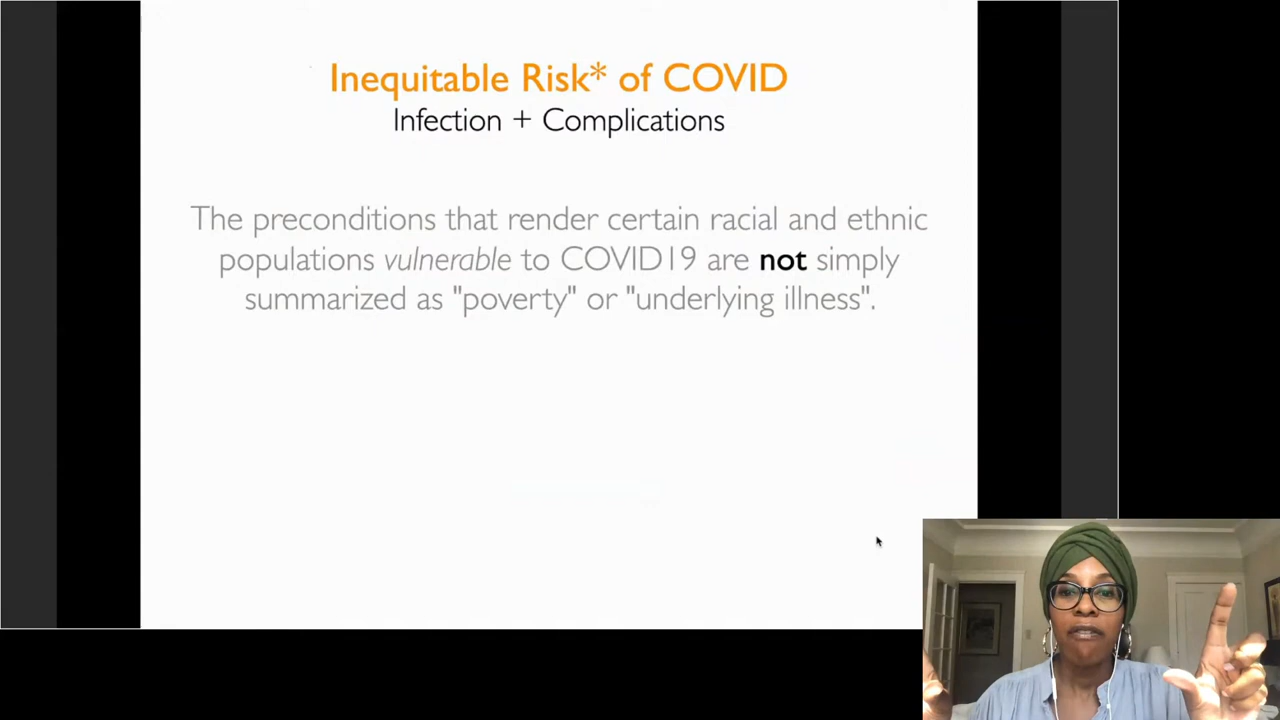 Inequitable Risk* of COVID
Infection + Complications
The preconditions that render certain racial and ethnic
populations vulnerable to COVID19 are not simply
summarized as "poverty" or "underlying illness".